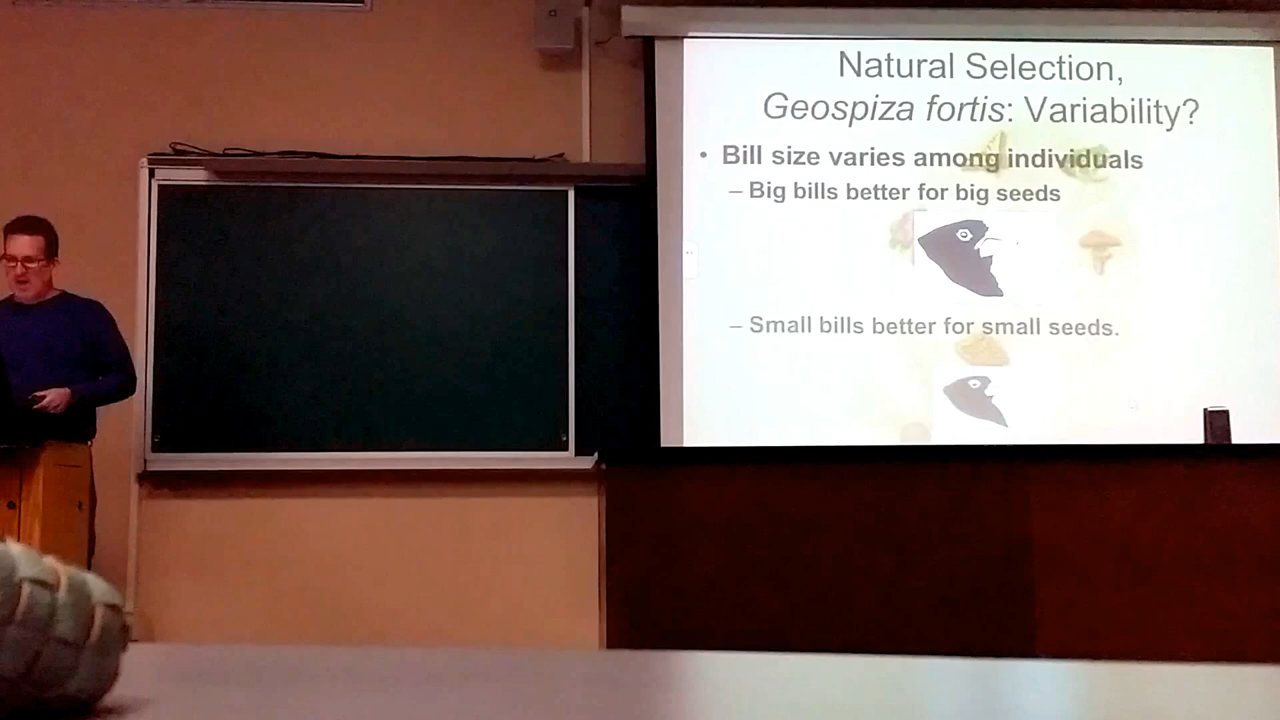 Natural Selection,
Geospiza fortis: Variability?
• Bill size varies among individuals
– Big bills better for big seeds
– Small bills better for small seeds.